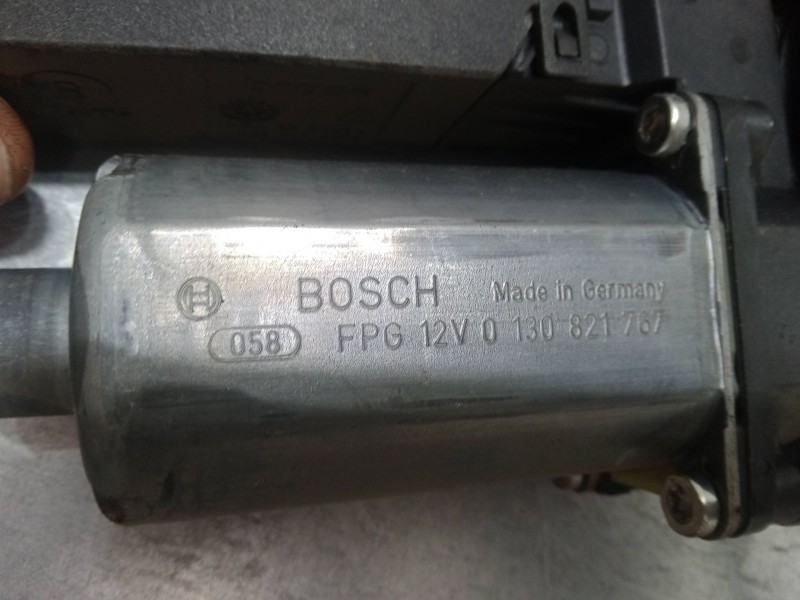 BOSCH Made in Germany
058 FPG 12V 0 130 821 767